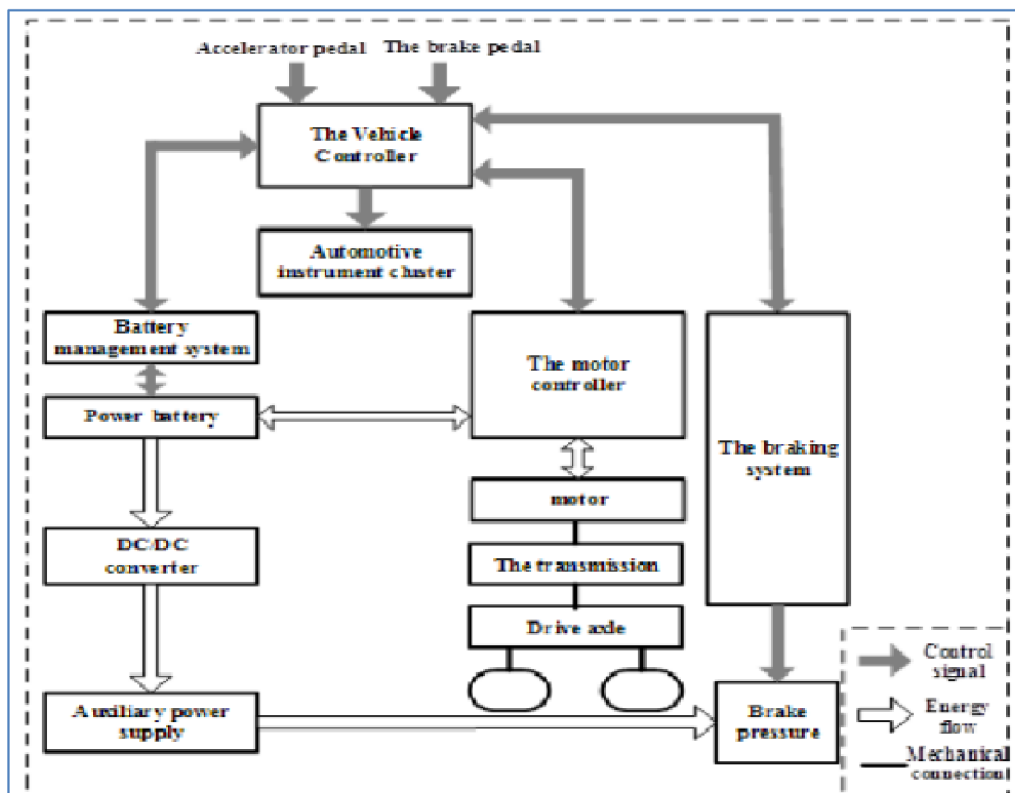 Accelerator pedal
The brake pedal
The Vehicle
Controller
Automotive
instrument cluster
Battery
management system
The motor
controller
Power battery
The braking
system
motor
DC/DC
converter
The transmission
Drive axle
Auxiliary power
supply
Brake
pressure
Control
signal
Energy
flow
Mechanical
connection